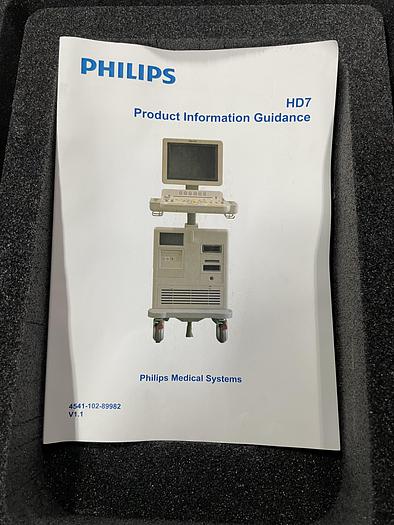 PHILIPS
HD7
Product Information Guidance
Philips Medical Systems
4541-102-89982
V1.1